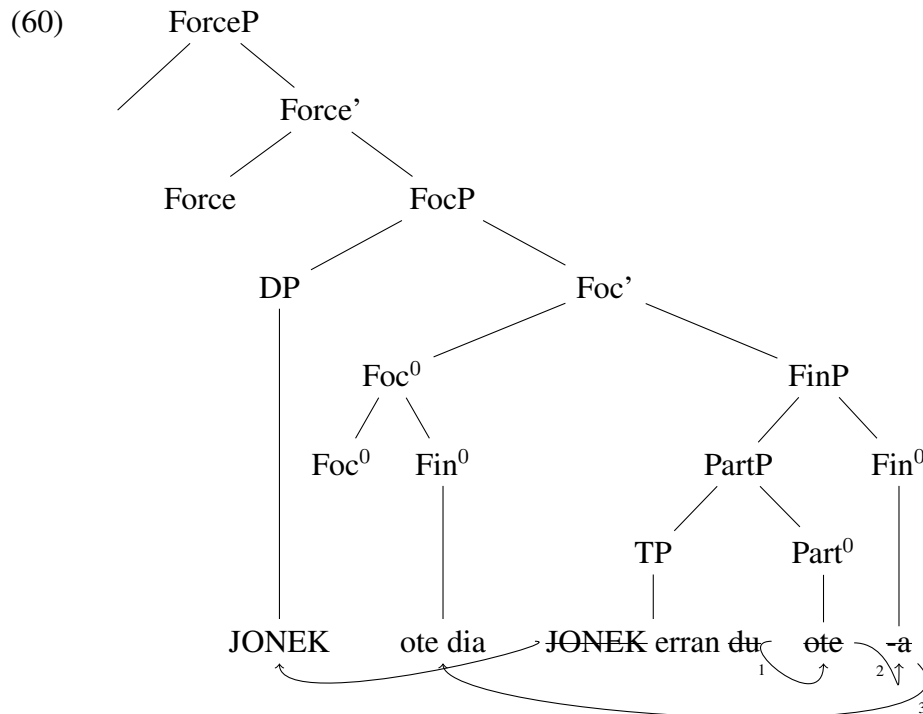 (60) ForceP
Force’
Force FocP
DP Foc’
Foc⁰ FinP
Foc⁰ Fin⁰ PartP Fin⁰
TP Part⁰
JONEK ote dia JONEK erran du ote -a
1 2 3